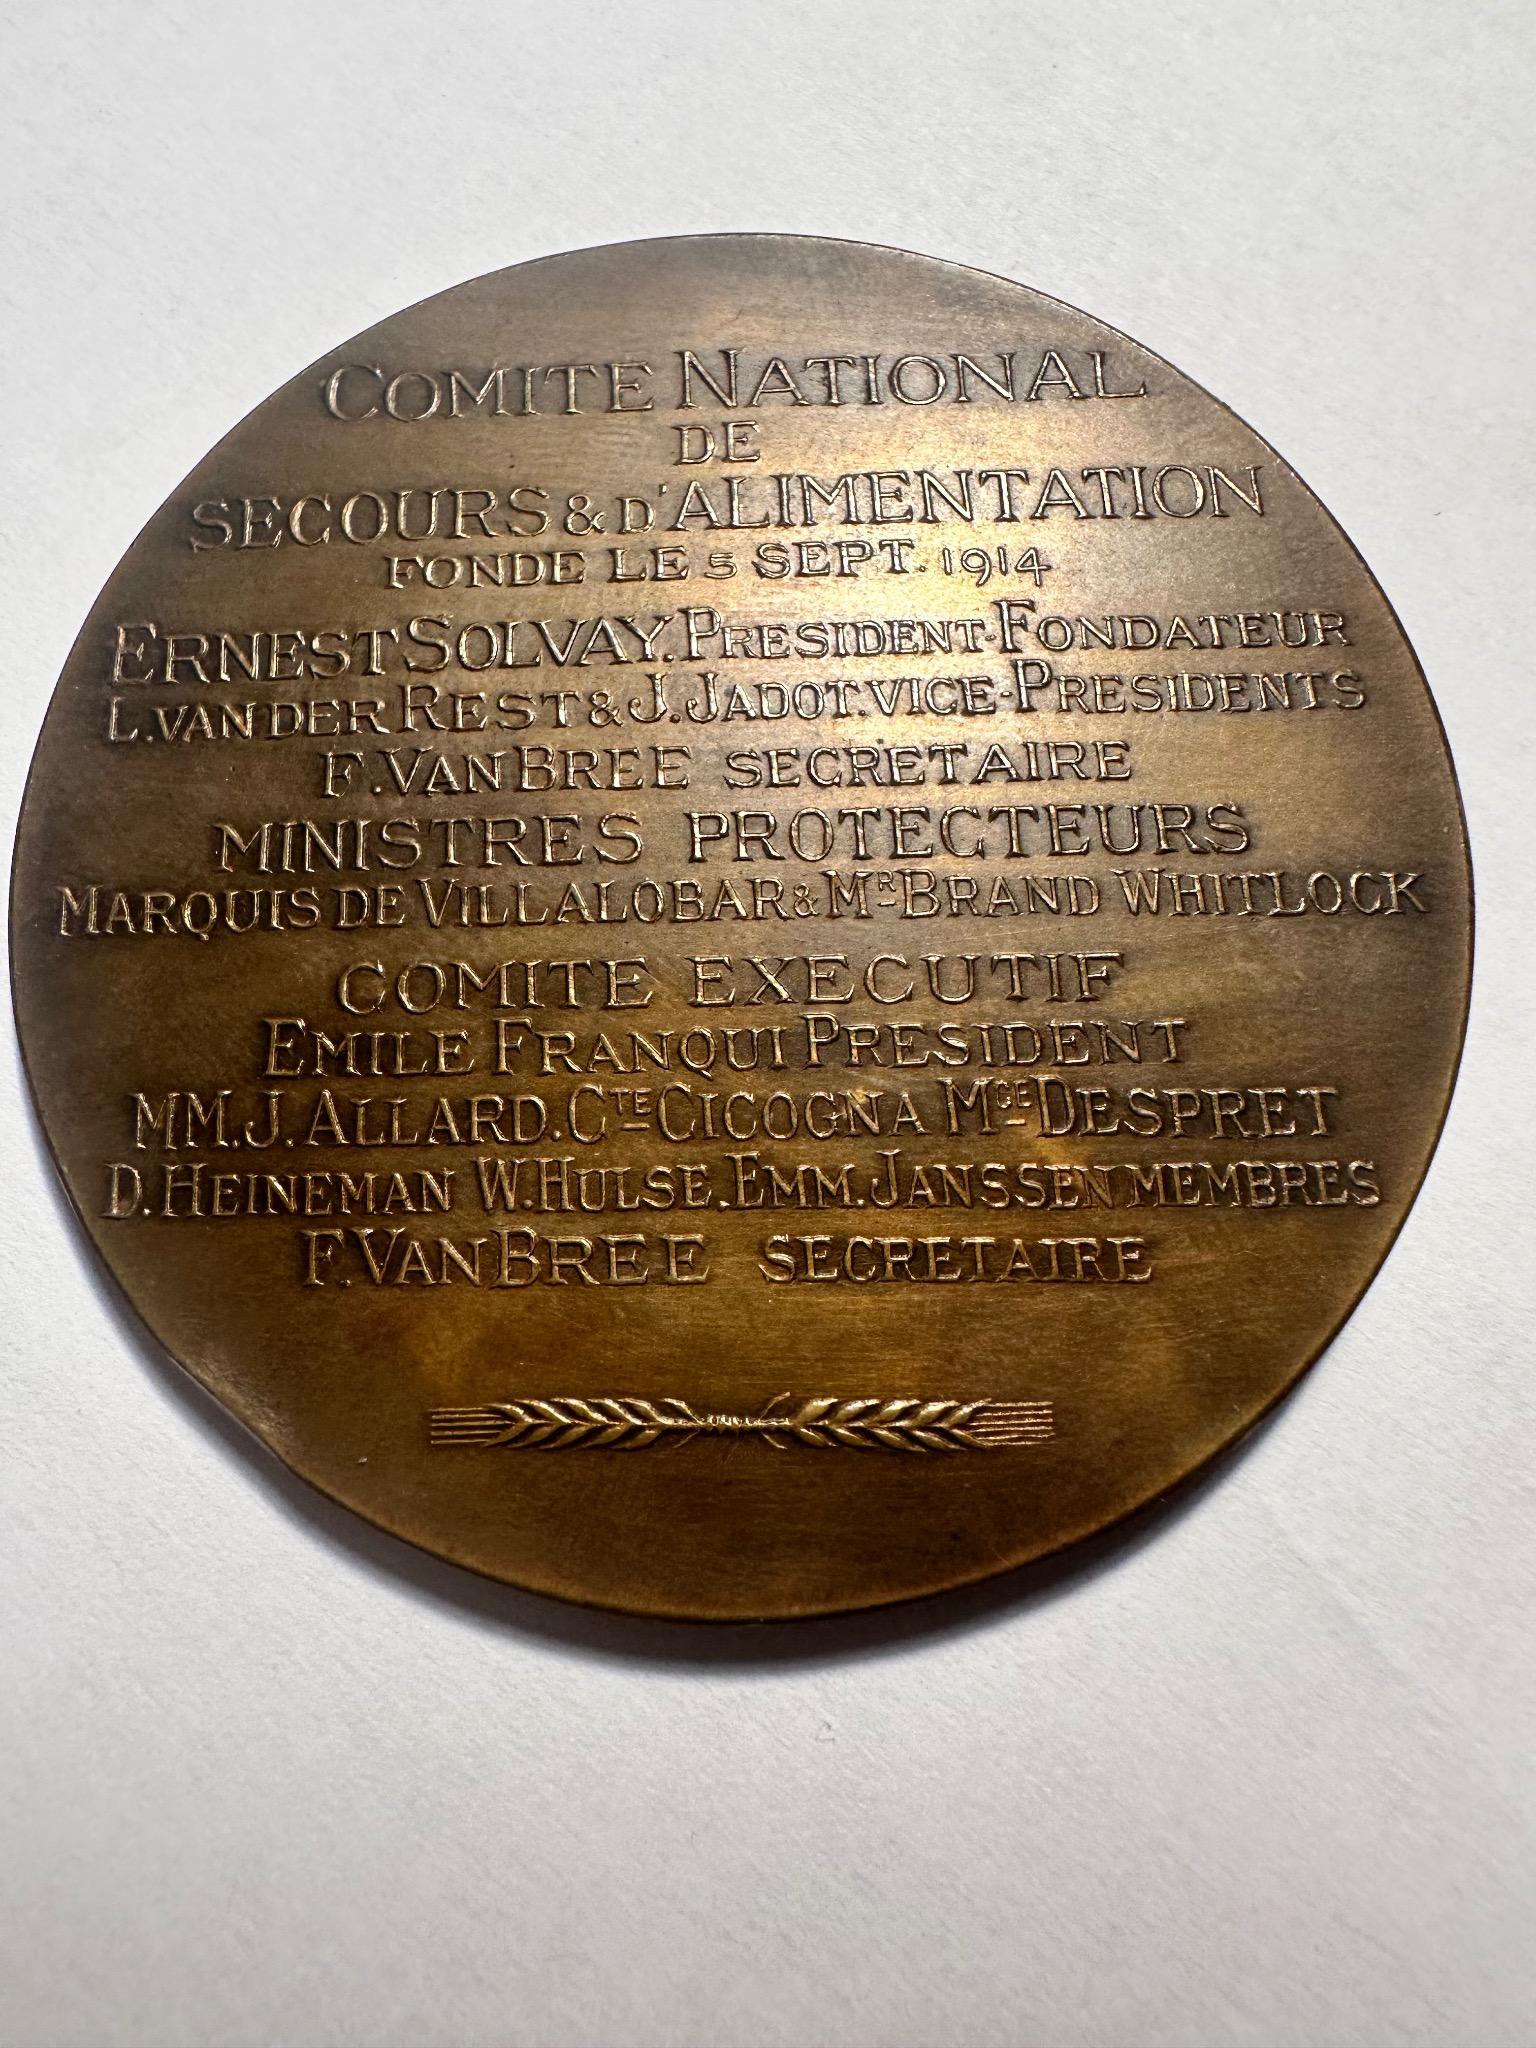 COMITE NATIONAL
DE
SECOURS & D'ALIMENTATION
FONDE LE 5 SEPT. 1914
ERNEST SOLVAY. PRESIDENT-FONDATEUR
L. VAN DER REST & J. JADOT. VICE-PRESIDENTS
F. VAN BREE SECRETAIRE
MINISTRES PROTECTEURS
MARQUIS DE VILLALOBAR & MR BRAND WHITLOCK
COMITE EXECUTIF
EMILE FRANQUI PRESIDENT
MM. J. ALLARD. CTE CICOGNA MCE DESPRET
D. HEINEMAN W. HULSE. EMM. JANSSEN MEMBRES
F. VAN BREE SECRETAIRE